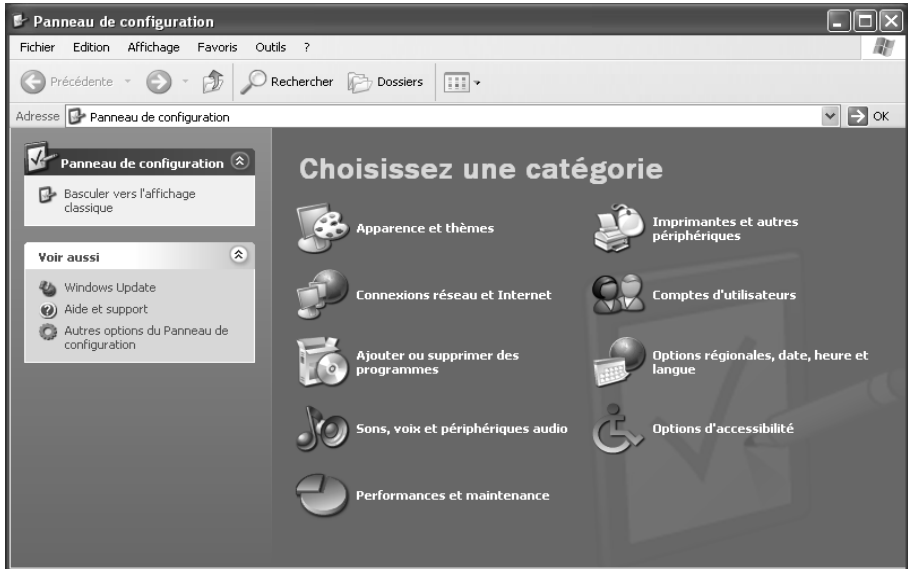 Panneau de configuration
Fichier Edition Affichage Favoris Outils ?
Précédente Rechercher Dossiers
Adresse Panneau de configuration OK
Panneau de configuration
Basculer vers l'affichage
classique
Voir aussi
Windows Update
Aide et support
Autres options du Panneau de
configuration
Choisissez une catégorie
Apparence et thèmes
Imprimantes et autres
périphériques
Connexions réseau et Internet
Comptes d'utilisateurs
Ajouter ou supprimer des
programmes
Options régionales, date, heure et
langue
Sons, voix et périphériques audio
Options d'accessibilité
Performances et maintenance